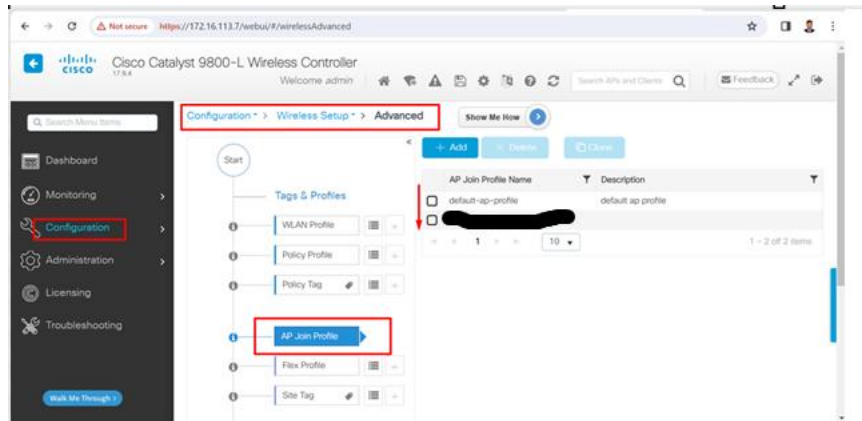 Not secure https://172.16.113.7/webui/#/wirelessAdvanced
CISCO Cisco Catalyst 9800-L Wireless Controller
17.9.4
Welcome admin
Search APs and Clients
Feedback
Search Menu Items
Dashboard
Monitoring
Configuration
Administration
Licensing
Troubleshooting
Walk Me Through >
Configuration > Wireless Setup > Advanced
Show Me How
Start
Tags & Profiles
WLAN Profile
Policy Profile
Policy Tag
AP Join Profile
Flex Profile
Site Tag
+ Add × Delete Clone
AP Join Profile Name Description
default-ap-profile default ap profile
1 10 1 - 2 of 2 items